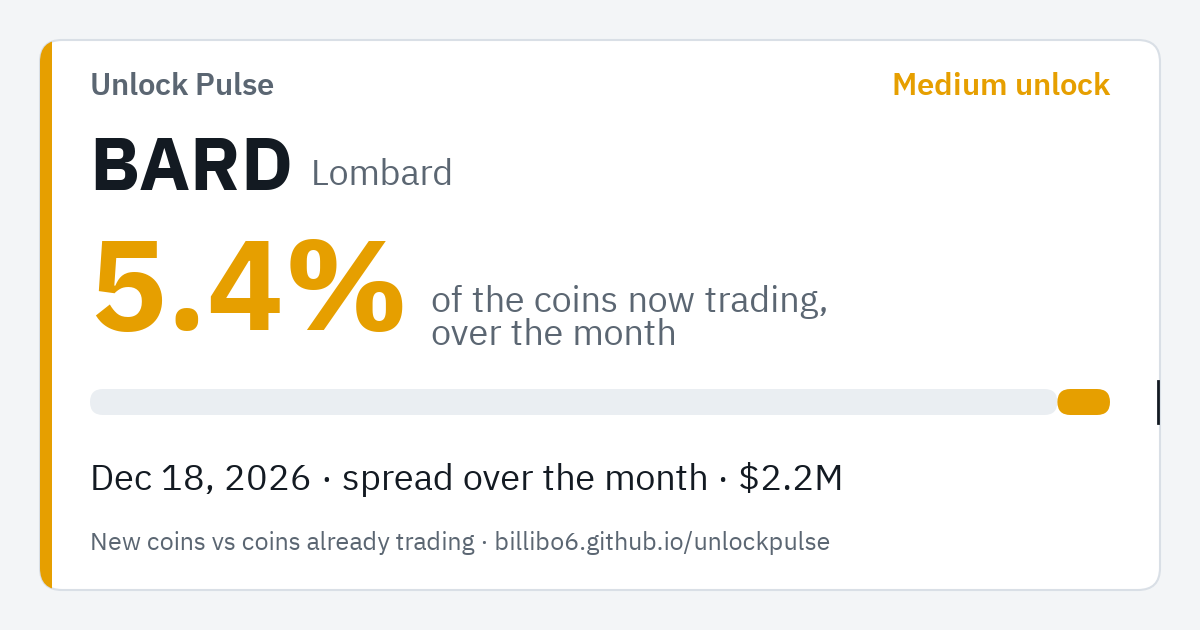 Unlock Pulse
Medium unlock
BARD Lombard
5.4% of the coins now trading,
over the month
Dec 18, 2026 · spread over the month · $2.2M
New coins vs coins already trading · billibo6.github.io/unlockpulse